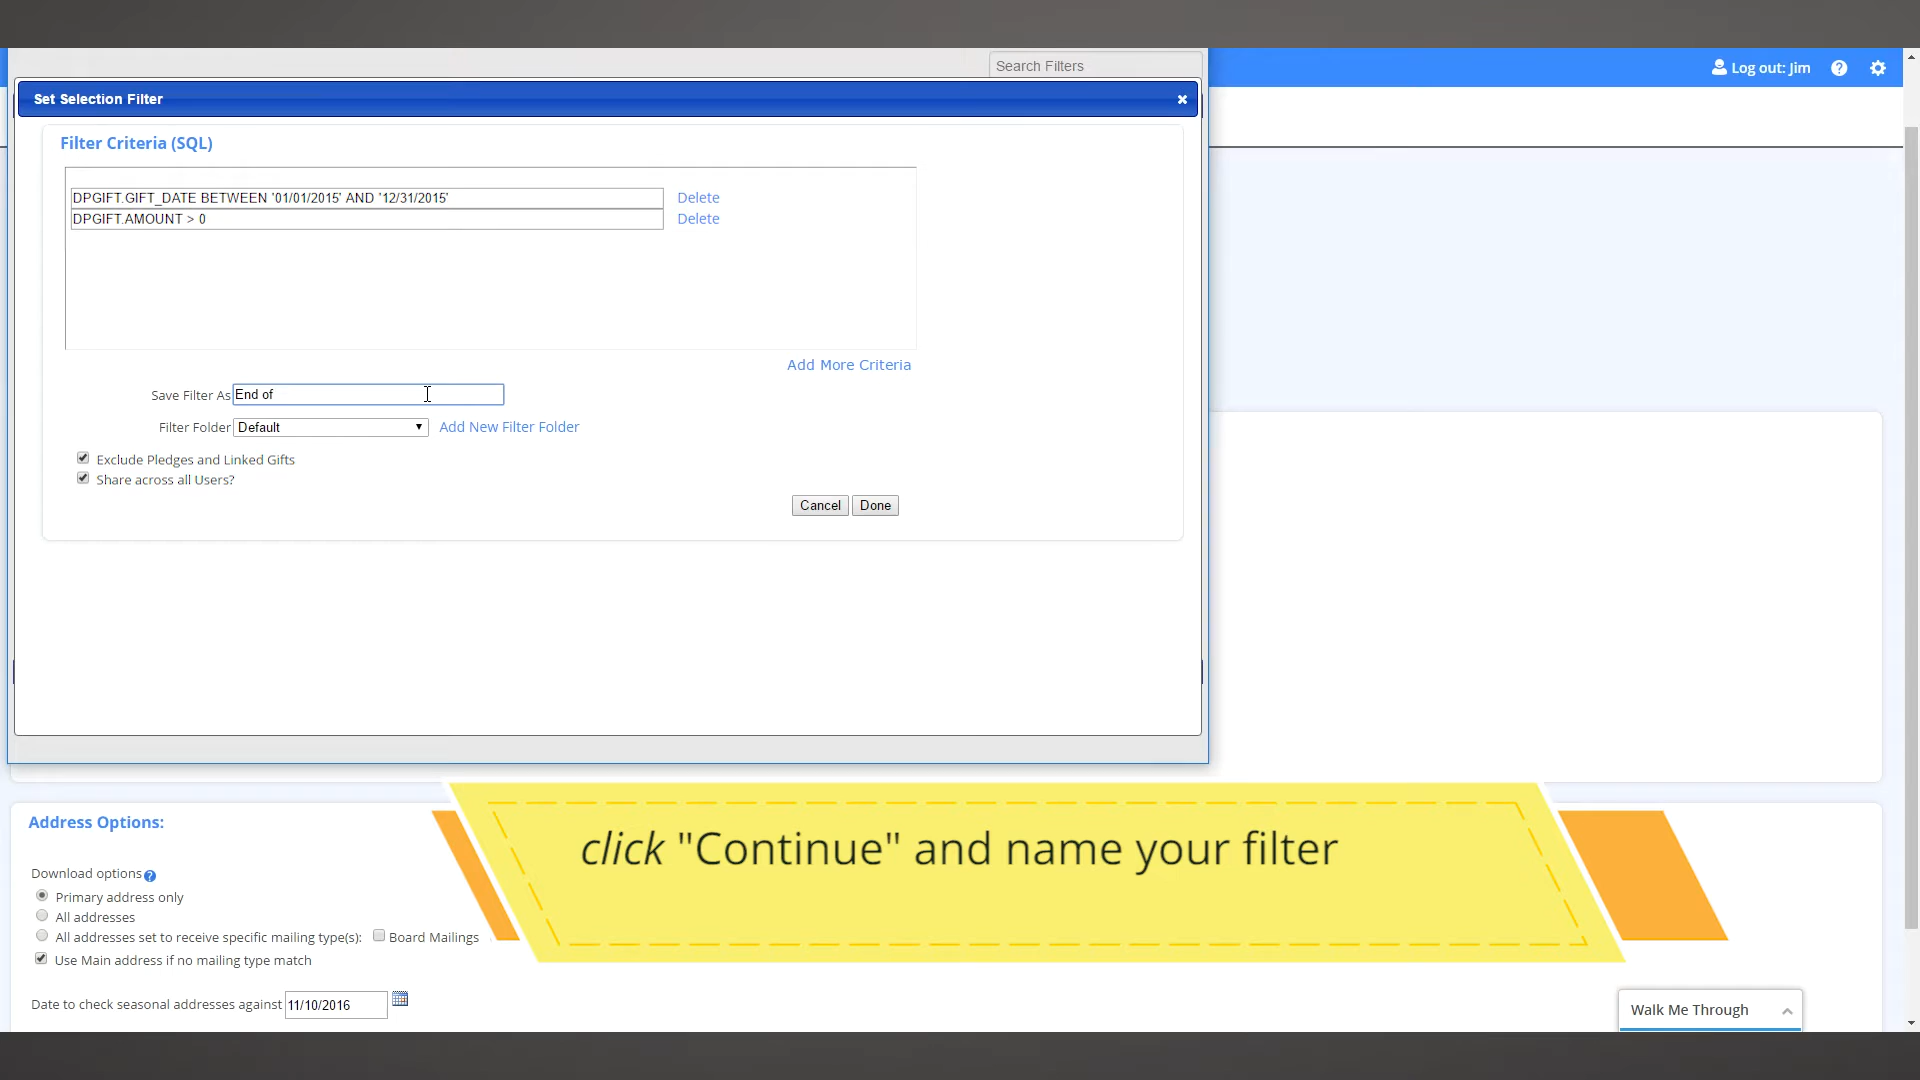 Search Filters
Log out: Jim
Set Selection Filter
Filter Criteria (SQL)
DPGIFT.GIFT_DATE BETWEEN '01/01/2015' AND '12/31/2015'
Delete
DPGIFT.AMOUNT > 0
Delete
Add More Criteria
Save Filter As End of
Filter Folder Default Add New Filter Folder
Exclude Pledges and Linked Gifts
Share across all Users?
Cancel Done
click "Continue" and name your filter
Address Options:
Download options
Primary address only
All addresses
All addresses set to receive specific mailing type(s): Board Mailings
Use Main address if no mailing type match
Date to check seasonal addresses against 11/10/2016
Walk Me Through